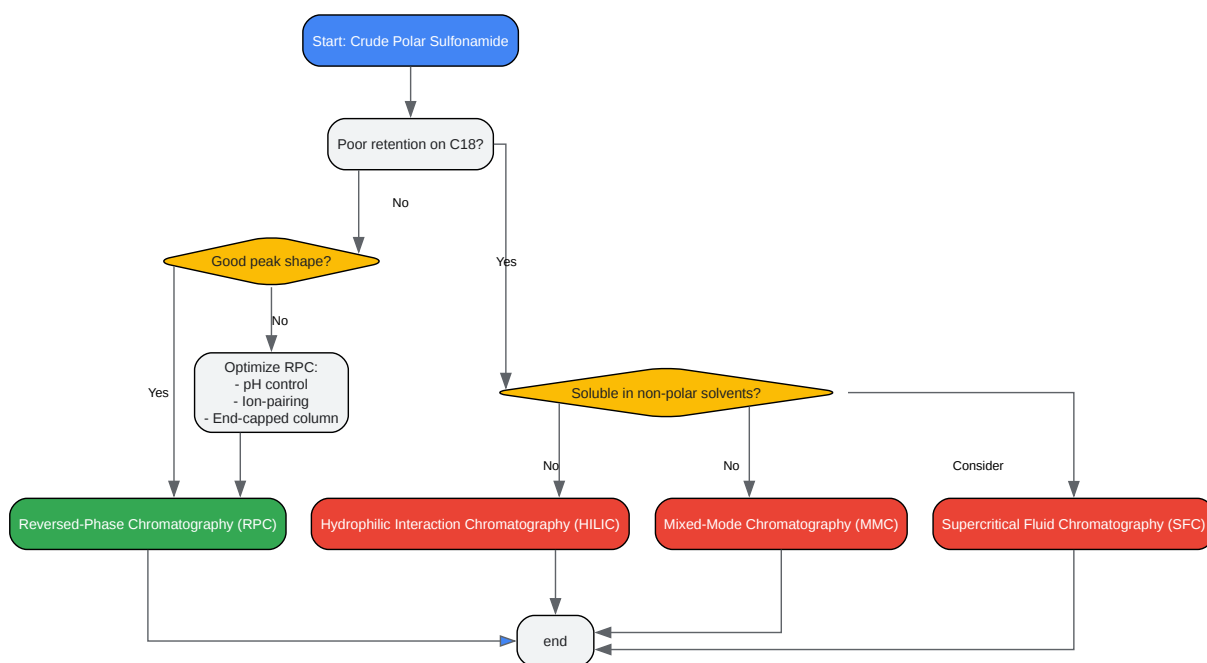 Start: Crude Polar Sulfonamide
Poor retention on C18?
No
Good peak shape?
Yes
No
Optimize RPC:
- pH control
- Ion-pairing
- End-capped column
Yes
Soluble in non-polar solvents?
No
No
Consider
Reversed-Phase Chromatography (RPC)
Hydrophilic Interaction Chromatography (HILIC)
Mixed-Mode Chromatography (MMC)
Supercritical Fluid Chromatography (SFC)
end